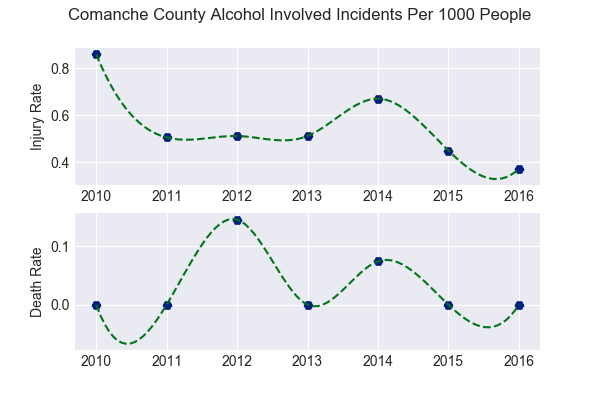 Comanche County Alcohol Involved Incidents Per 1000 People
0.8
0.6
0.4
Injury Rate
2010 2011 2012 2013 2014 2015 2016
0.1
0.0
Death Rate
2010 2011 2012 2013 2014 2015 2016